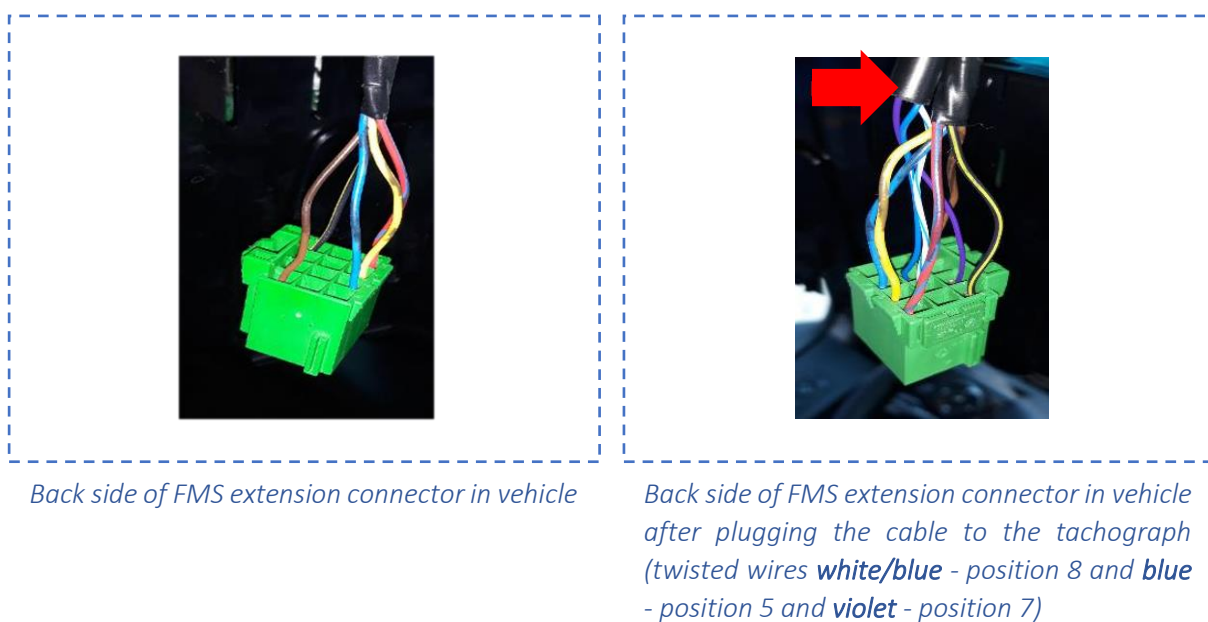 Back side of FMS extension connector in vehicle
Back side of FMS extension connector in vehicle
after plugging the cable to the tachograph
(twisted wires white/blue - position 8 and blue
- position 5 and violet - position 7)